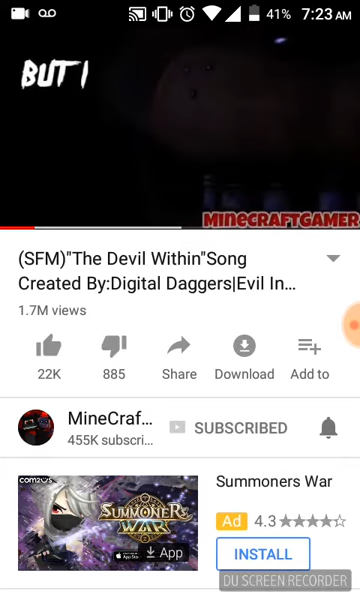 41% 7:23 AM
BUT I
MINECRAFTGAMER
(SFM)"The Devil Within"Song
Created By:Digital Daggers|Evil In...
1.7M views
22K 885 Share Download Add to
MineCraf... SUBSCRIBED
455K subscri...
com2us
SUMMONERS
WAR
App
Summoners War
Ad 4.3
INSTALL
DU SCREEN RECORDER